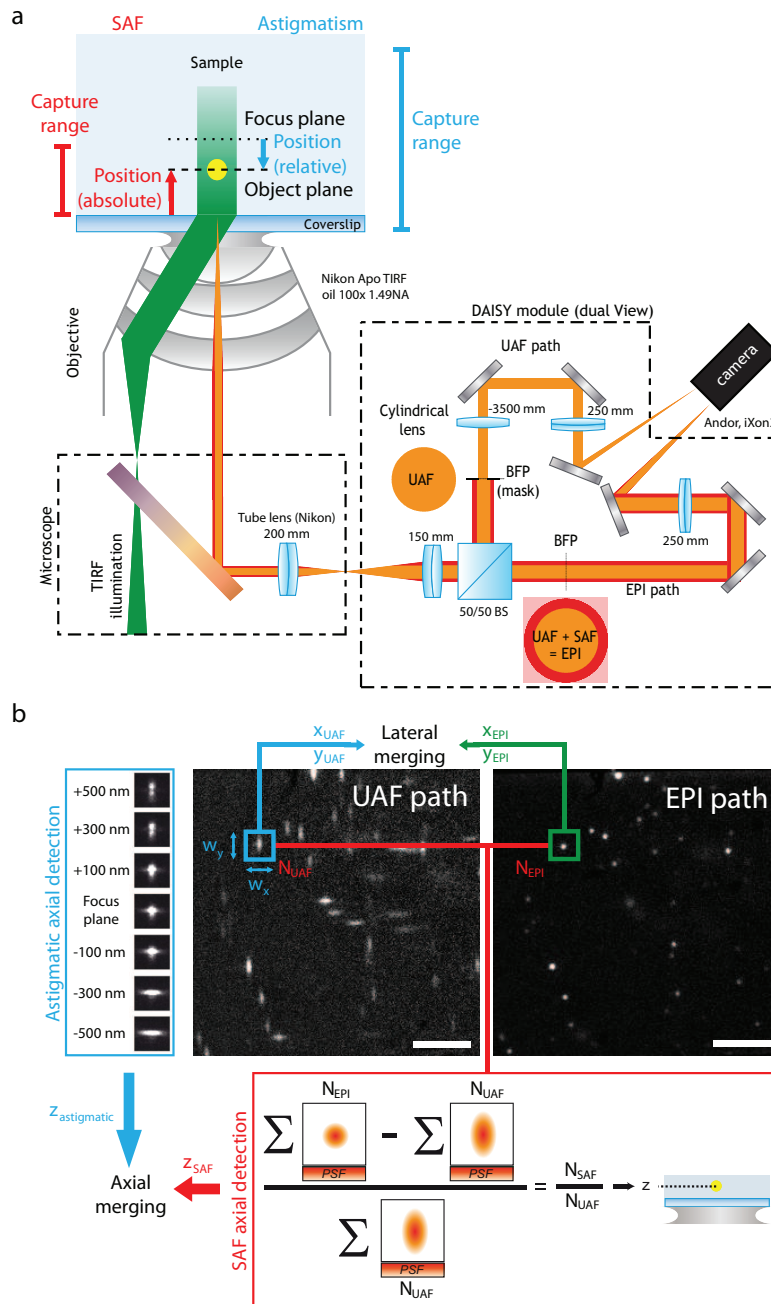 a
SAF
Astigmatism
Sample
Capture
range
Focus plane
Position
(relative)
Capture
range
Position
(absolute)
Object plane
Coverslip
Objective
Nikon Apo TIRF
oil 100x 1.49NA
DAISY module (dual View)
UAF path
camera
Andor, iXon
Cylindrical
lens
-3500 mm
250 mm
UAF
BFP
(mask)
Microscope
TIRF
illumination
Tube lens (Nikon)
200 mm
150 mm
50/50 BS
BFP
250 mm
EPI path
UAF + SAF
= EPI
b
xUAF
yUAF
Lateral
merging
xEPI
yEPI
Astigmatic axial detection
+500 nm
+300 nm
+100 nm
Focus
plane
-100 nm
-300 nm
-500 nm
UAF path
EPI path
wy
wx
NUAF
NEPI
zastigmatic
Axial
merging
zSAF
SAF axial detection
NEPI
NUAF
∑
PSF
-
∑
PSF
∑
PSF
NUAF
=
NSAF
NUAF
z